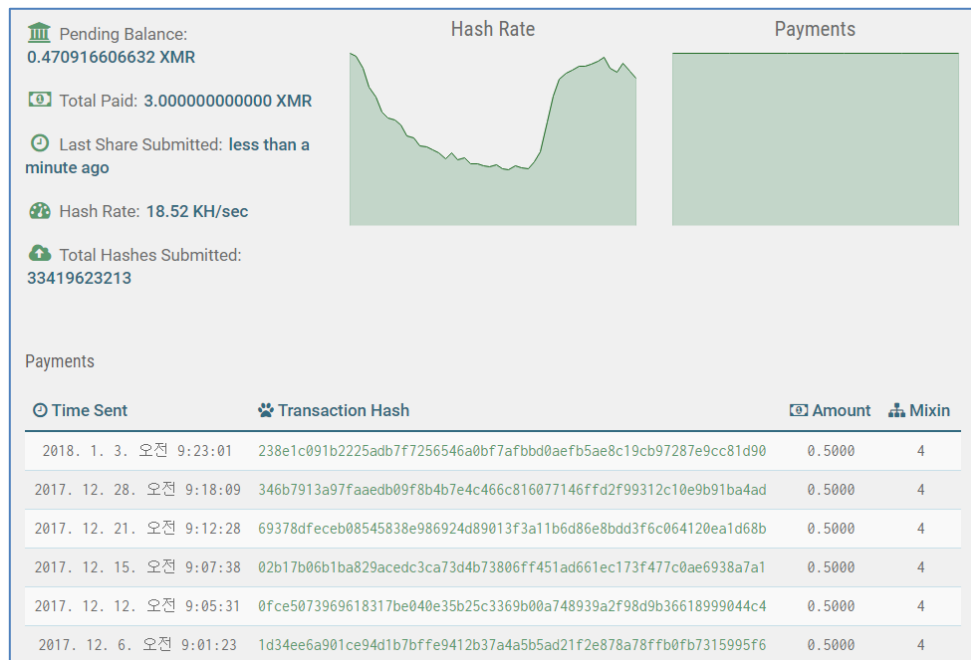 Pending Balance:
0.470916606632 XMR
Total Paid: 3.000000000000 XMR
Last Share Submitted: less than a
minute ago
Hash Rate: 18.52 KH/sec
Total Hashes Submitted:
33419623213
Hash Rate
Payments
Payments
Time Sent Transaction Hash Amount Mixin
2018. 1. 3. 오전 9:23:01 238e1c091b2225adb7f7256546a0bf7afbbd0aefb5ae8c19cb97287e9cc81d90 0.5000 4
2017. 12. 28. 오전 9:18:09 346b7913a97faaedb09f8b4b7e4c466c816077146ffd2f99312c10e9b91ba4ad 0.5000 4
2017. 12. 21. 오전 9:12:28 69378dfeceb08545838e986924d89013f3a11b6d86e8bdd3f6c064120ea1d68b 0.5000 4
2017. 12. 15. 오전 9:07:38 02b17b06b1ba829acedc3ca73d4b73806ff451ad661ec173f477c0ae6938a7a1 0.5000 4
2017. 12. 12. 오전 9:05:31 0fce5073969618317be040e35b25c3369b00a748939a2f98d9b36618999044c4 0.5000 4
2017. 12. 6. 오전 9:01:23 1d34ee6a901ce94d1b7bffe9412b37a4a5b5ad21f2e878a78ffb0fb7315995f6 0.5000 4